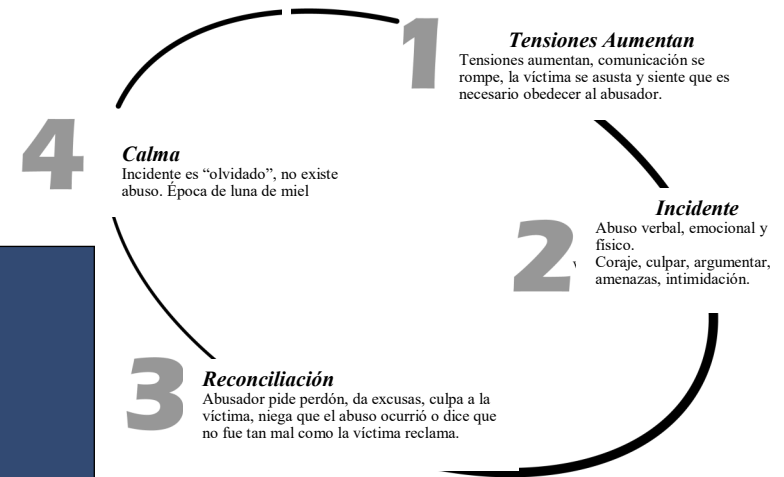 1
Tensiones Aumentan
Tensiones aumentan, comunicación se
rompe, la víctima se asusta y siente que es
necesario obedecer al abusador.
2
Incidente
Abuso verbal, emocional y
físico.
Coraje, culpar, argumentar,
amenazas, intimidación.
3
Reconciliación
Abusador pide perdón, da excusas, culpa a la
víctima, niega que el abuso ocurrió o dice que
no fue tan mal como la víctima reclama.
4
Calma
Incidente es “olvidado”, no existe
abuso. Época de luna de miel